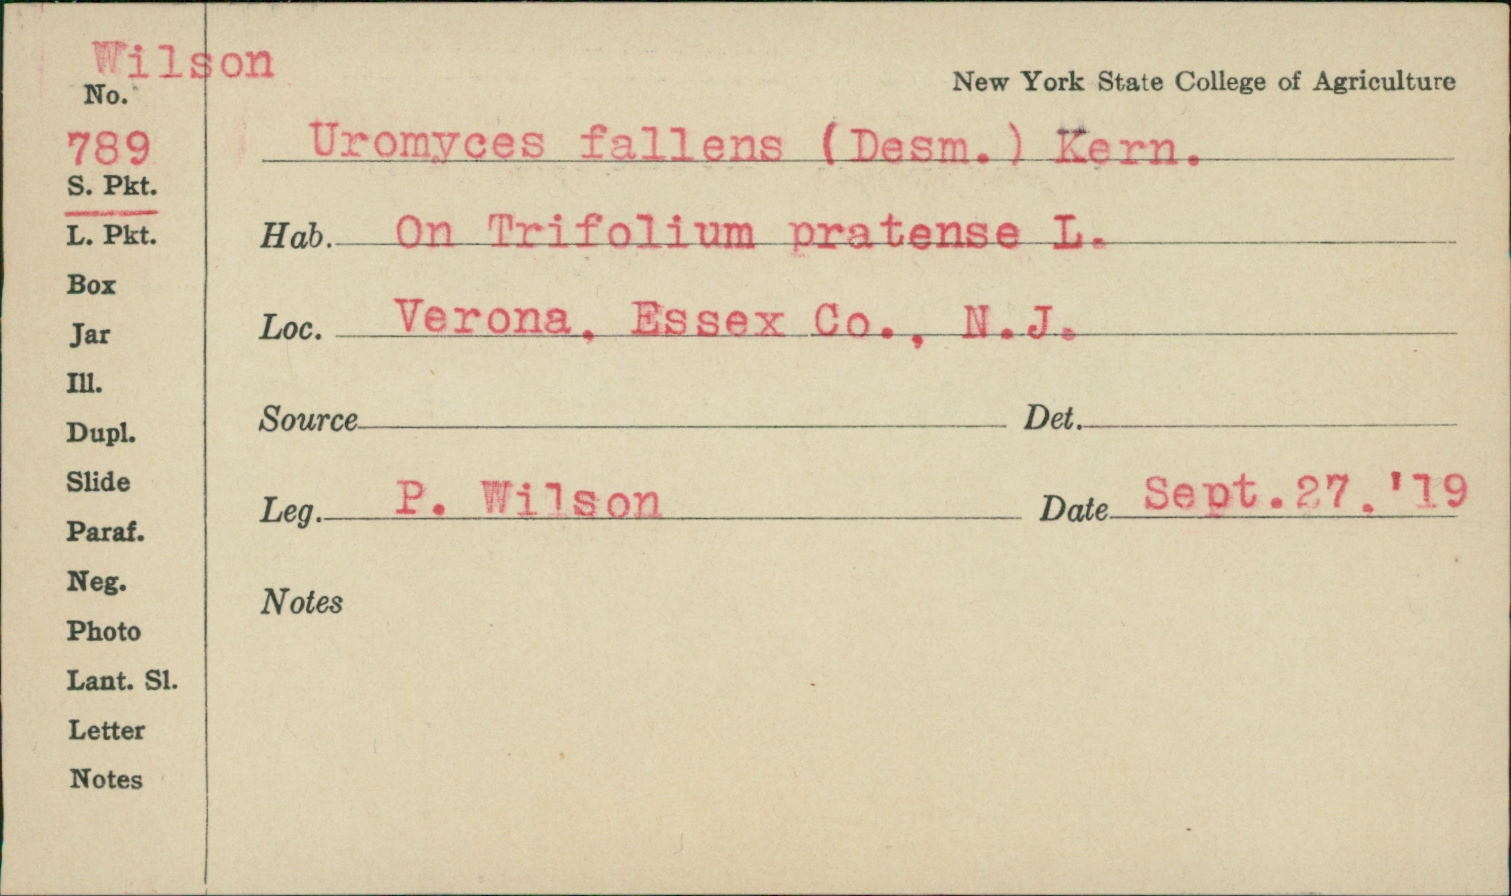 Wilson
No.
789
S. Pkt.
L. Pkt.
Box
Jar
Ill.
Dupl.
Slide
Paraf.
Neg.
Photo
Lant. Sl.
Letter
Notes
New York State College of Agriculture
Uromyces fallens (Desm.) Kern.
Hab. On Trifolium pratense L.
Loc. Verona, Essex Co., N.J.
Source Det.
Leg. P. Wilson Date Sept.27,'19
Notes